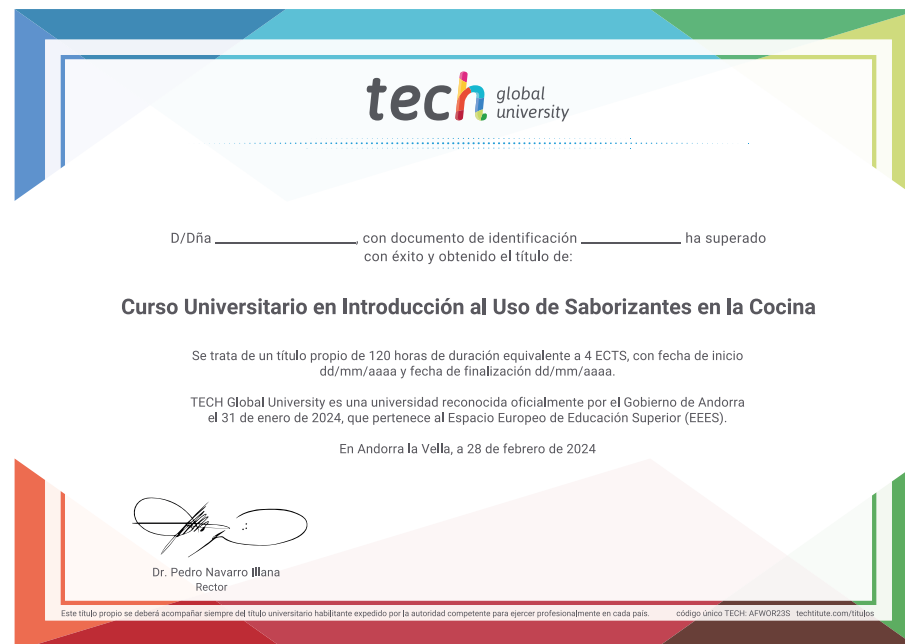 tech global
university
D/Dña ____________________, con documento de identificación ______________ ha superado
con éxito y obtenido el título de:
Curso Universitario en Introducción al Uso de Saborizantes en la Cocina
Se trata de un título propio de 120 horas de duración equivalente a 4 ECTS, con fecha de inicio
dd/mm/aaaa y fecha de finalización dd/mm/aaaa.
TECH Global University es una universidad reconocida oficialmente por el Gobierno de Andorra
el 31 de enero de 2024, que pertenece al Espacio Europeo de Educación Superior (EEES).
En Andorra la Vella, a 28 de febrero de 2024
Dr. Pedro Navarro Illana
Rector
Este título propio se deberá acompañar siempre del título universitario habilitante expedido por la autoridad competente para ejercer profesionalmente en cada país. código único TECH: AFWOR23S techtitute.com/titulos